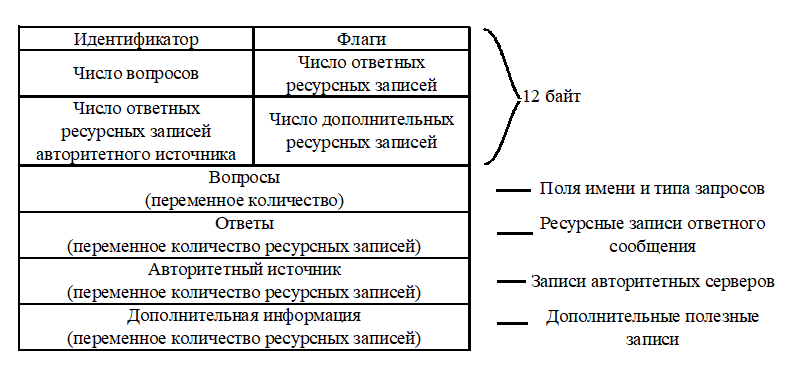 Идентификатор
Флаги
Число вопросов
Число ответных
ресурсных записей
Число ответных
ресурсных записей
авторитетного источника
Число дополнительных
ресурсных записей
12 байт
Вопросы
(переменное количество)
Поля имени и типа запросов
Ответы
(переменное количество ресурсных записей)
Ресурсные записи ответного
сообщения
Авторитетный источник
(переменное количество ресурсных записей)
Записи авторитетных серверов
Дополнительная информация
(переменное количество ресурсных записей)
Дополнительные полезные
записи